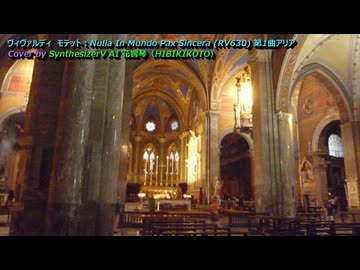 ヴィヴァルディ モテット:Nulla In Mundo Pax Sincera (RV630) 第1曲アリア
Cover by SynthesizerV AI 花響琴 (HIBIKIKOTO)